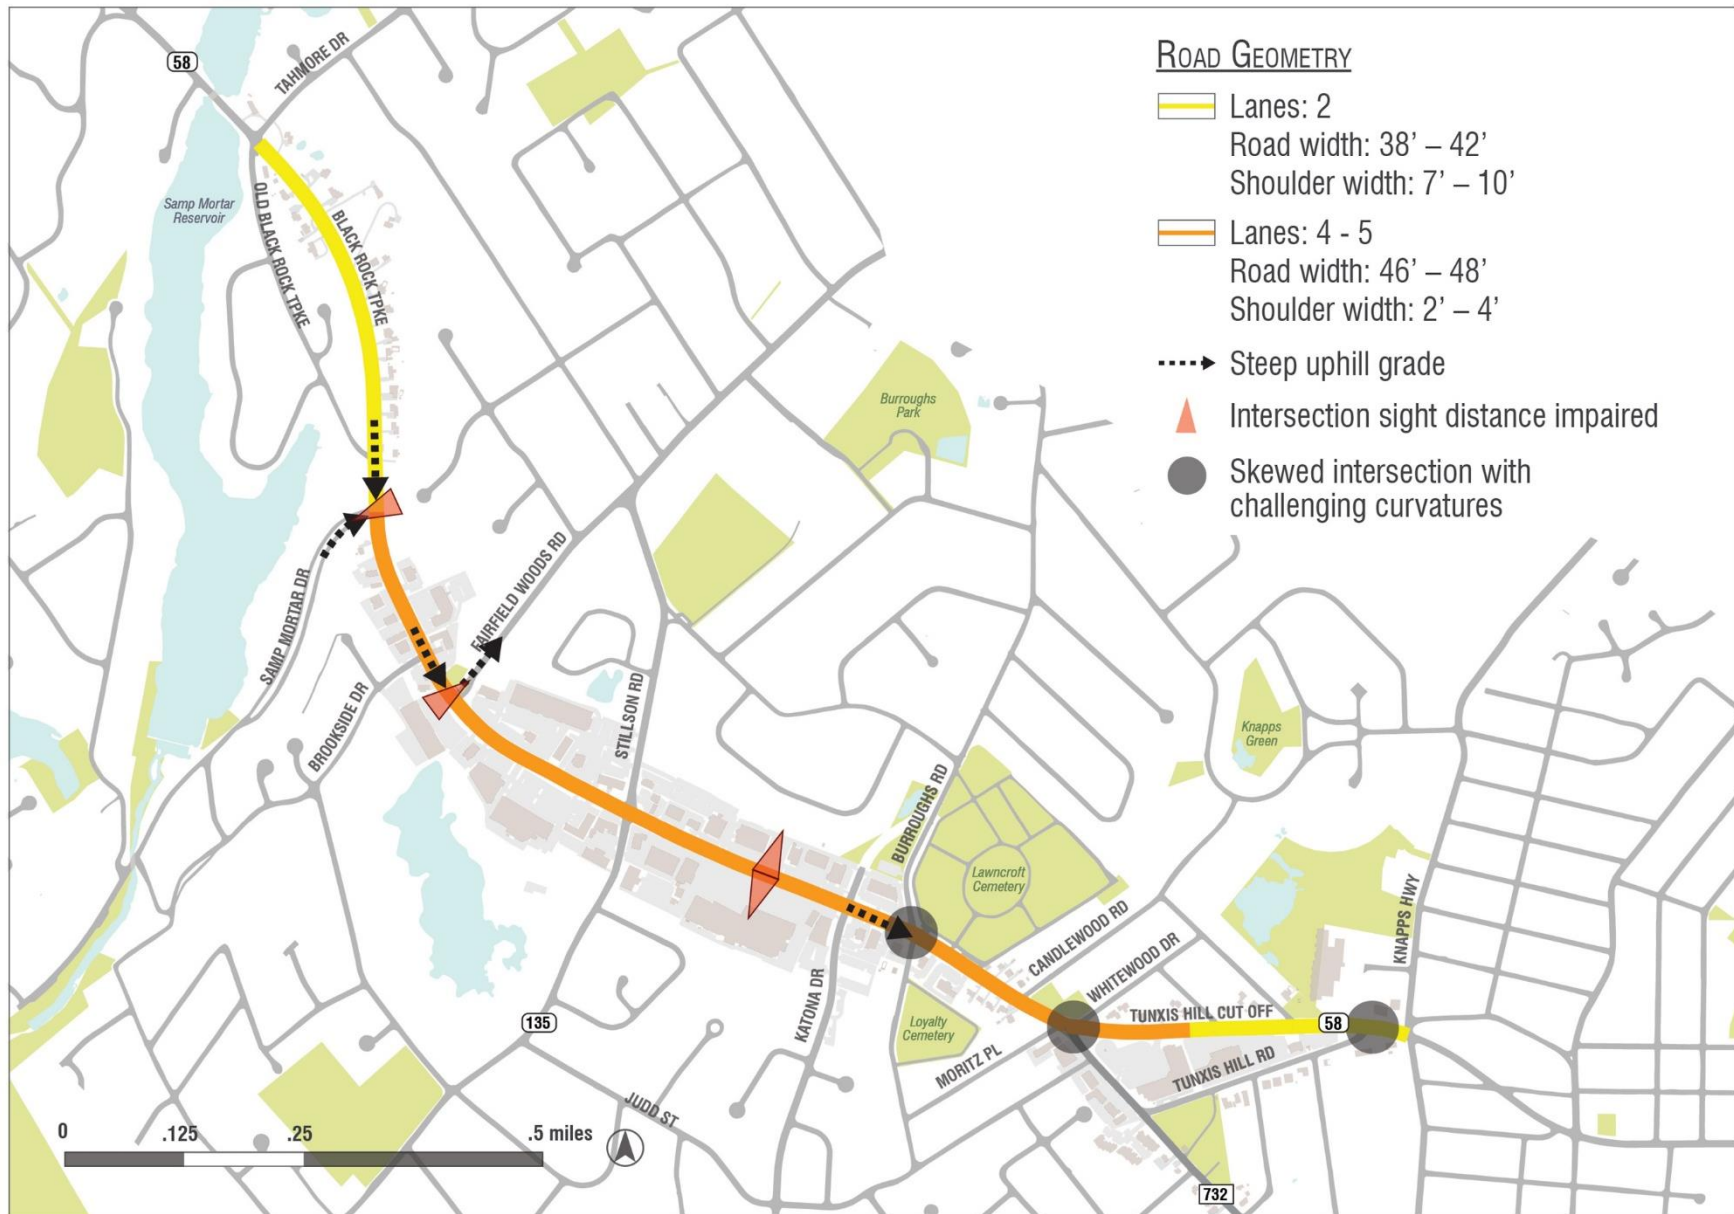 ROAD GEOMETRY
Lanes: 2
Road width: 38’ – 42’
Shoulder width: 7’ – 10’
Lanes: 4 - 5
Road width: 46’ – 48’
Shoulder width: 2’ – 4’
Steep uphill grade
Intersection sight distance impaired
Skewed intersection with
challenging curvatures
58
TAHMORE DR
Samp Mortar
Reservoir
OLD BLACK ROCK TPKE
BLACK ROCK TPKE
Burroughs
Park
SAMP MORTAR DR
FAIRFIELD WOODS RD
BROOKSIDE DR
STILLSON RD
Knapps
Green
BURROUGHS RD
Lawncroft
Cemetery
CANDLEWOOD RD
WHITEWOOD DR
KNAPPS HWY
KATONA DR
Loyalty
Cemetery
TUNXIS HILL CUT OFF
58
135
MORITZ PL
TUNXIS HILL RD
JUDD ST
0 .125 .25 .5 miles
732